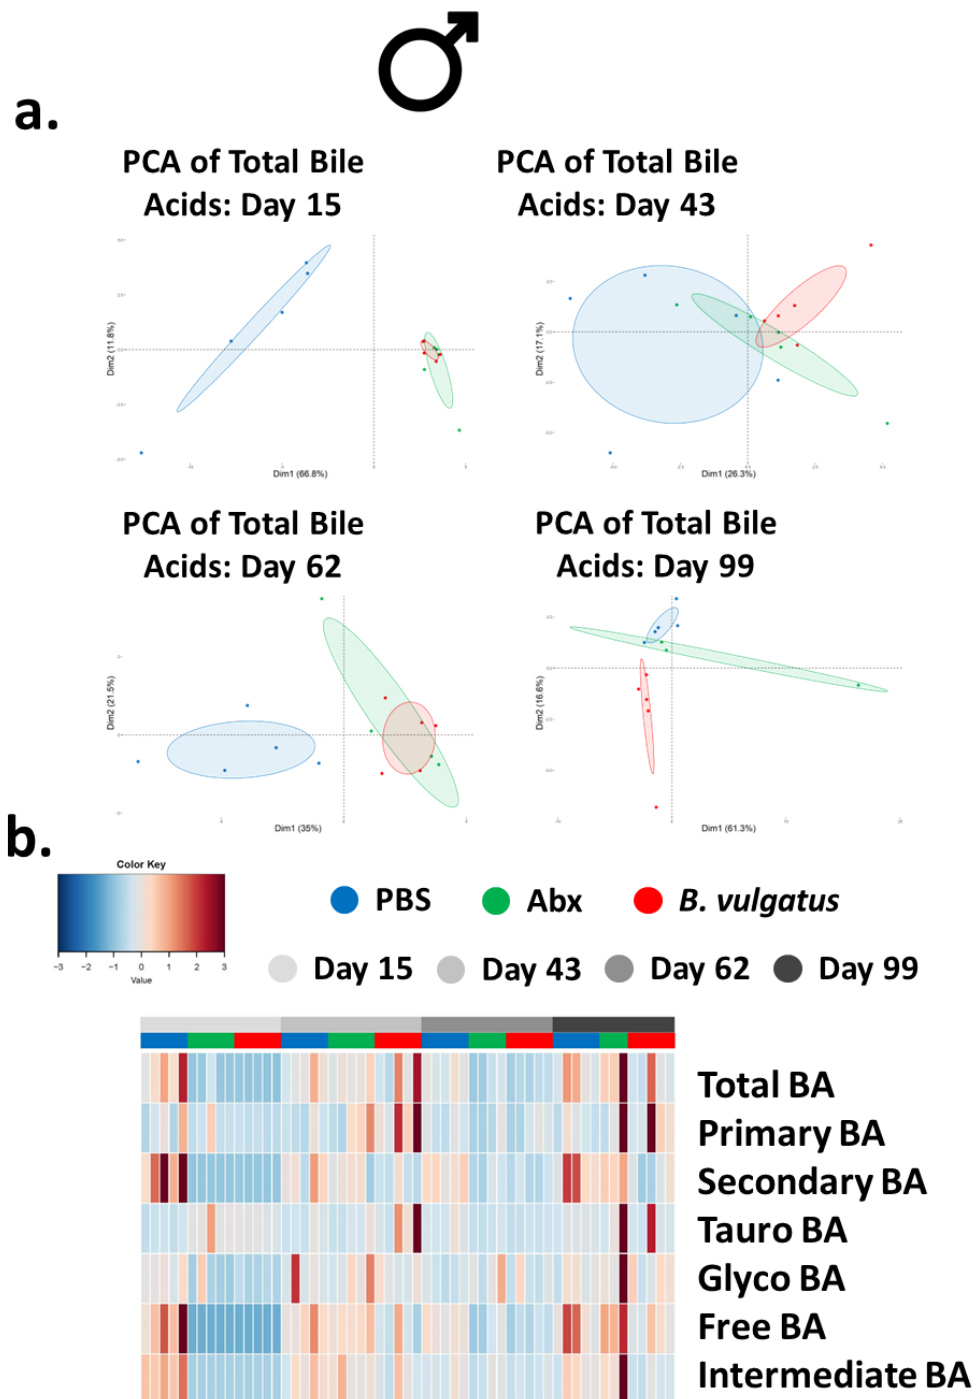 a.
PCA of Total Bile
Acids: Day 15
PCA of Total Bile
Acids: Day 43
Dim2 (11.8%)
Dim1 (66.8%)
Dim2 (17.1%)
Dim1 (26.3%)
PCA of Total Bile
Acids: Day 62
PCA of Total Bile
Acids: Day 99
Dim2 (21.5%)
Dim1 (35%)
Dim2 (16.6%)
Dim1 (61.3%)
b.
Color Key
-3 -2 -1 0 1 2 3
Value
PBS Abx B. vulgatus
Day 15 Day 43 Day 62 Day 99
Total BA
Primary BA
Secondary BA
Tauro BA
Glyco BA
Free BA
Intermediate BA